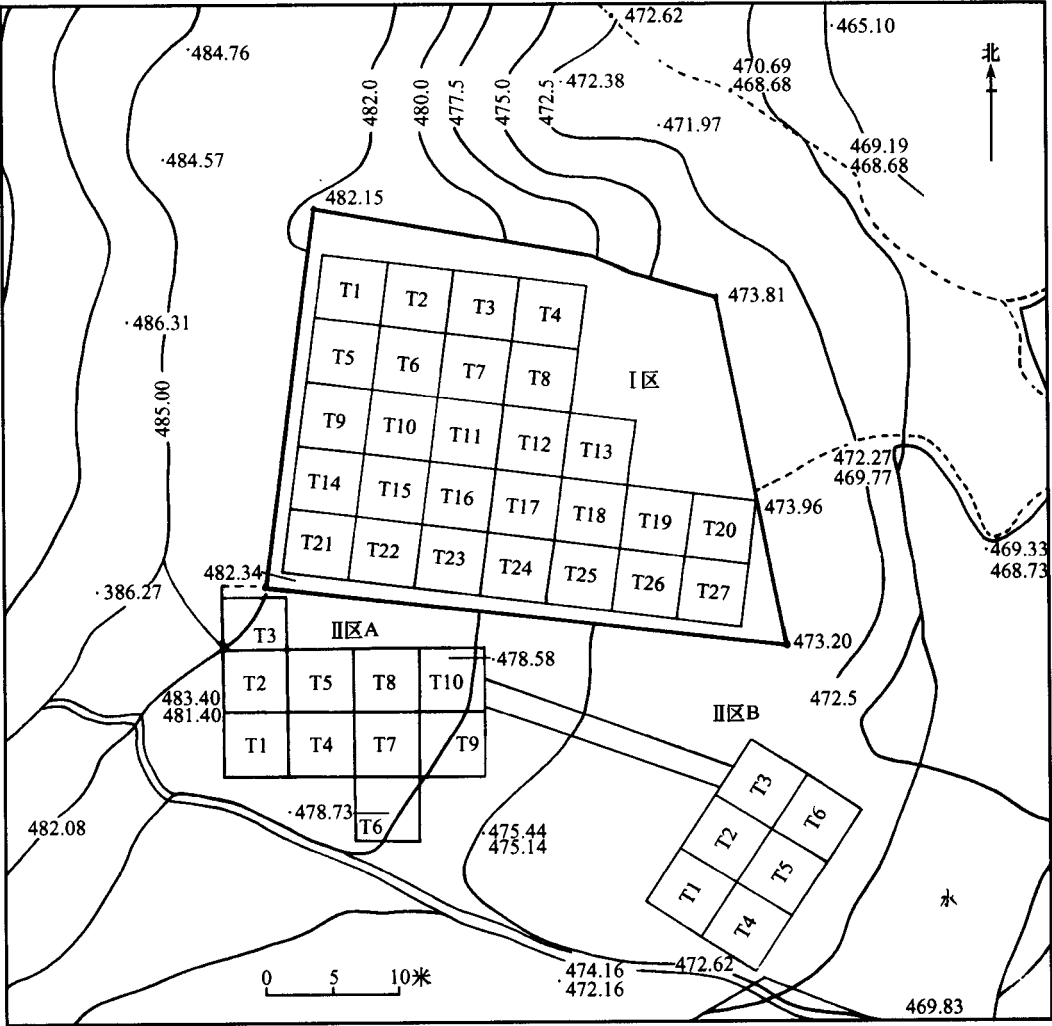 472.62
465.10
北
484.76
482.0
480.0
477.5
475.0
472.5
472.38
470.69
468.68
471.97
484.57
469.19
468.68
482.15
T1
T2
T3
T4
473.81
486.31
T5
T6
T7
T8
Ⅰ区
485.00
T9
T10
T11
T12
T13
472.27
469.77
T14
T15
T16
T17
T18
T19
T20
473.96
T21
T22
T23
T24
T25
T26
T27
469.33
468.73
482.34
386.27
T3
Ⅱ区A
473.20
478.58
T2
T5
T8
T10
483.40
481.40
472.5
Ⅱ区B
T1
T4
T7
T9
T3
T6
478.73
T6
482.08
475.44
475.14
T2
T5
T1
T4
水
0 5 10米
474.16
472.16
472.62
469.83